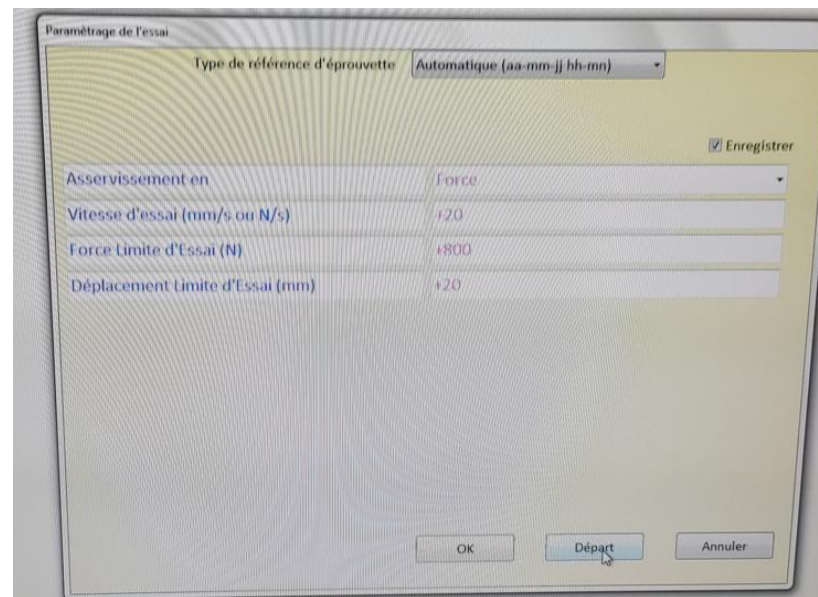 Paramètrage de l'essai
Type de référence d'éprouvette Automatique (aa-mm-jj hh-mn)
Enregistrer
Asservissement en Force
Vitesse d'essai (mm/s ou N/s) +20
Force Limite d'Essai (N) +800
Déplacement Limite d'Essai (mm) +20
OK Départ Annuler